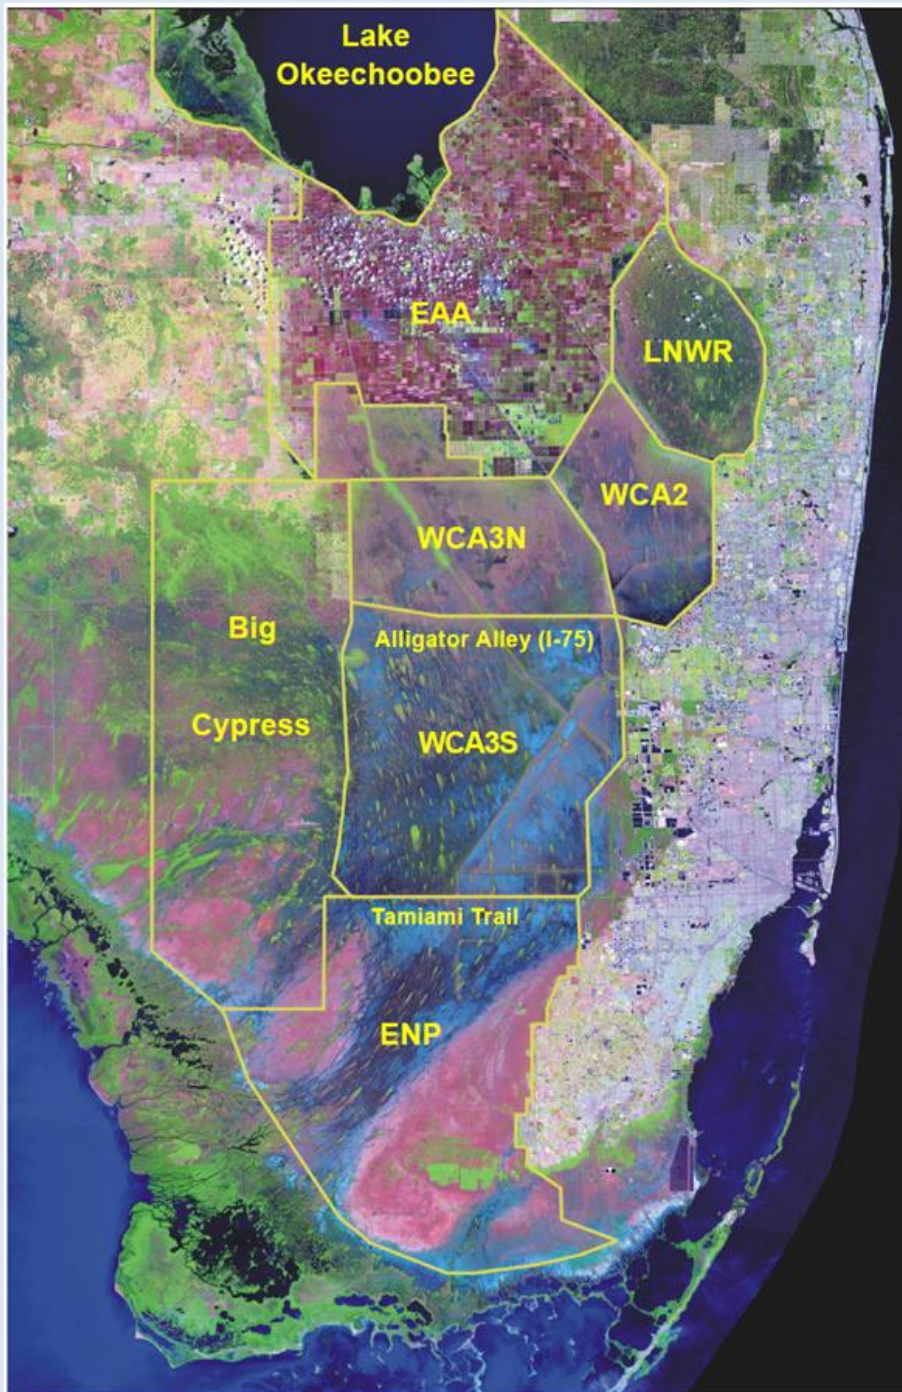 Lake
Okeechoobee
EAA
LNWR
WCA2
WCA3N
Big
Alligator Alley (I-75)
Cypress
WCA3S
Tamiami Trail
ENP